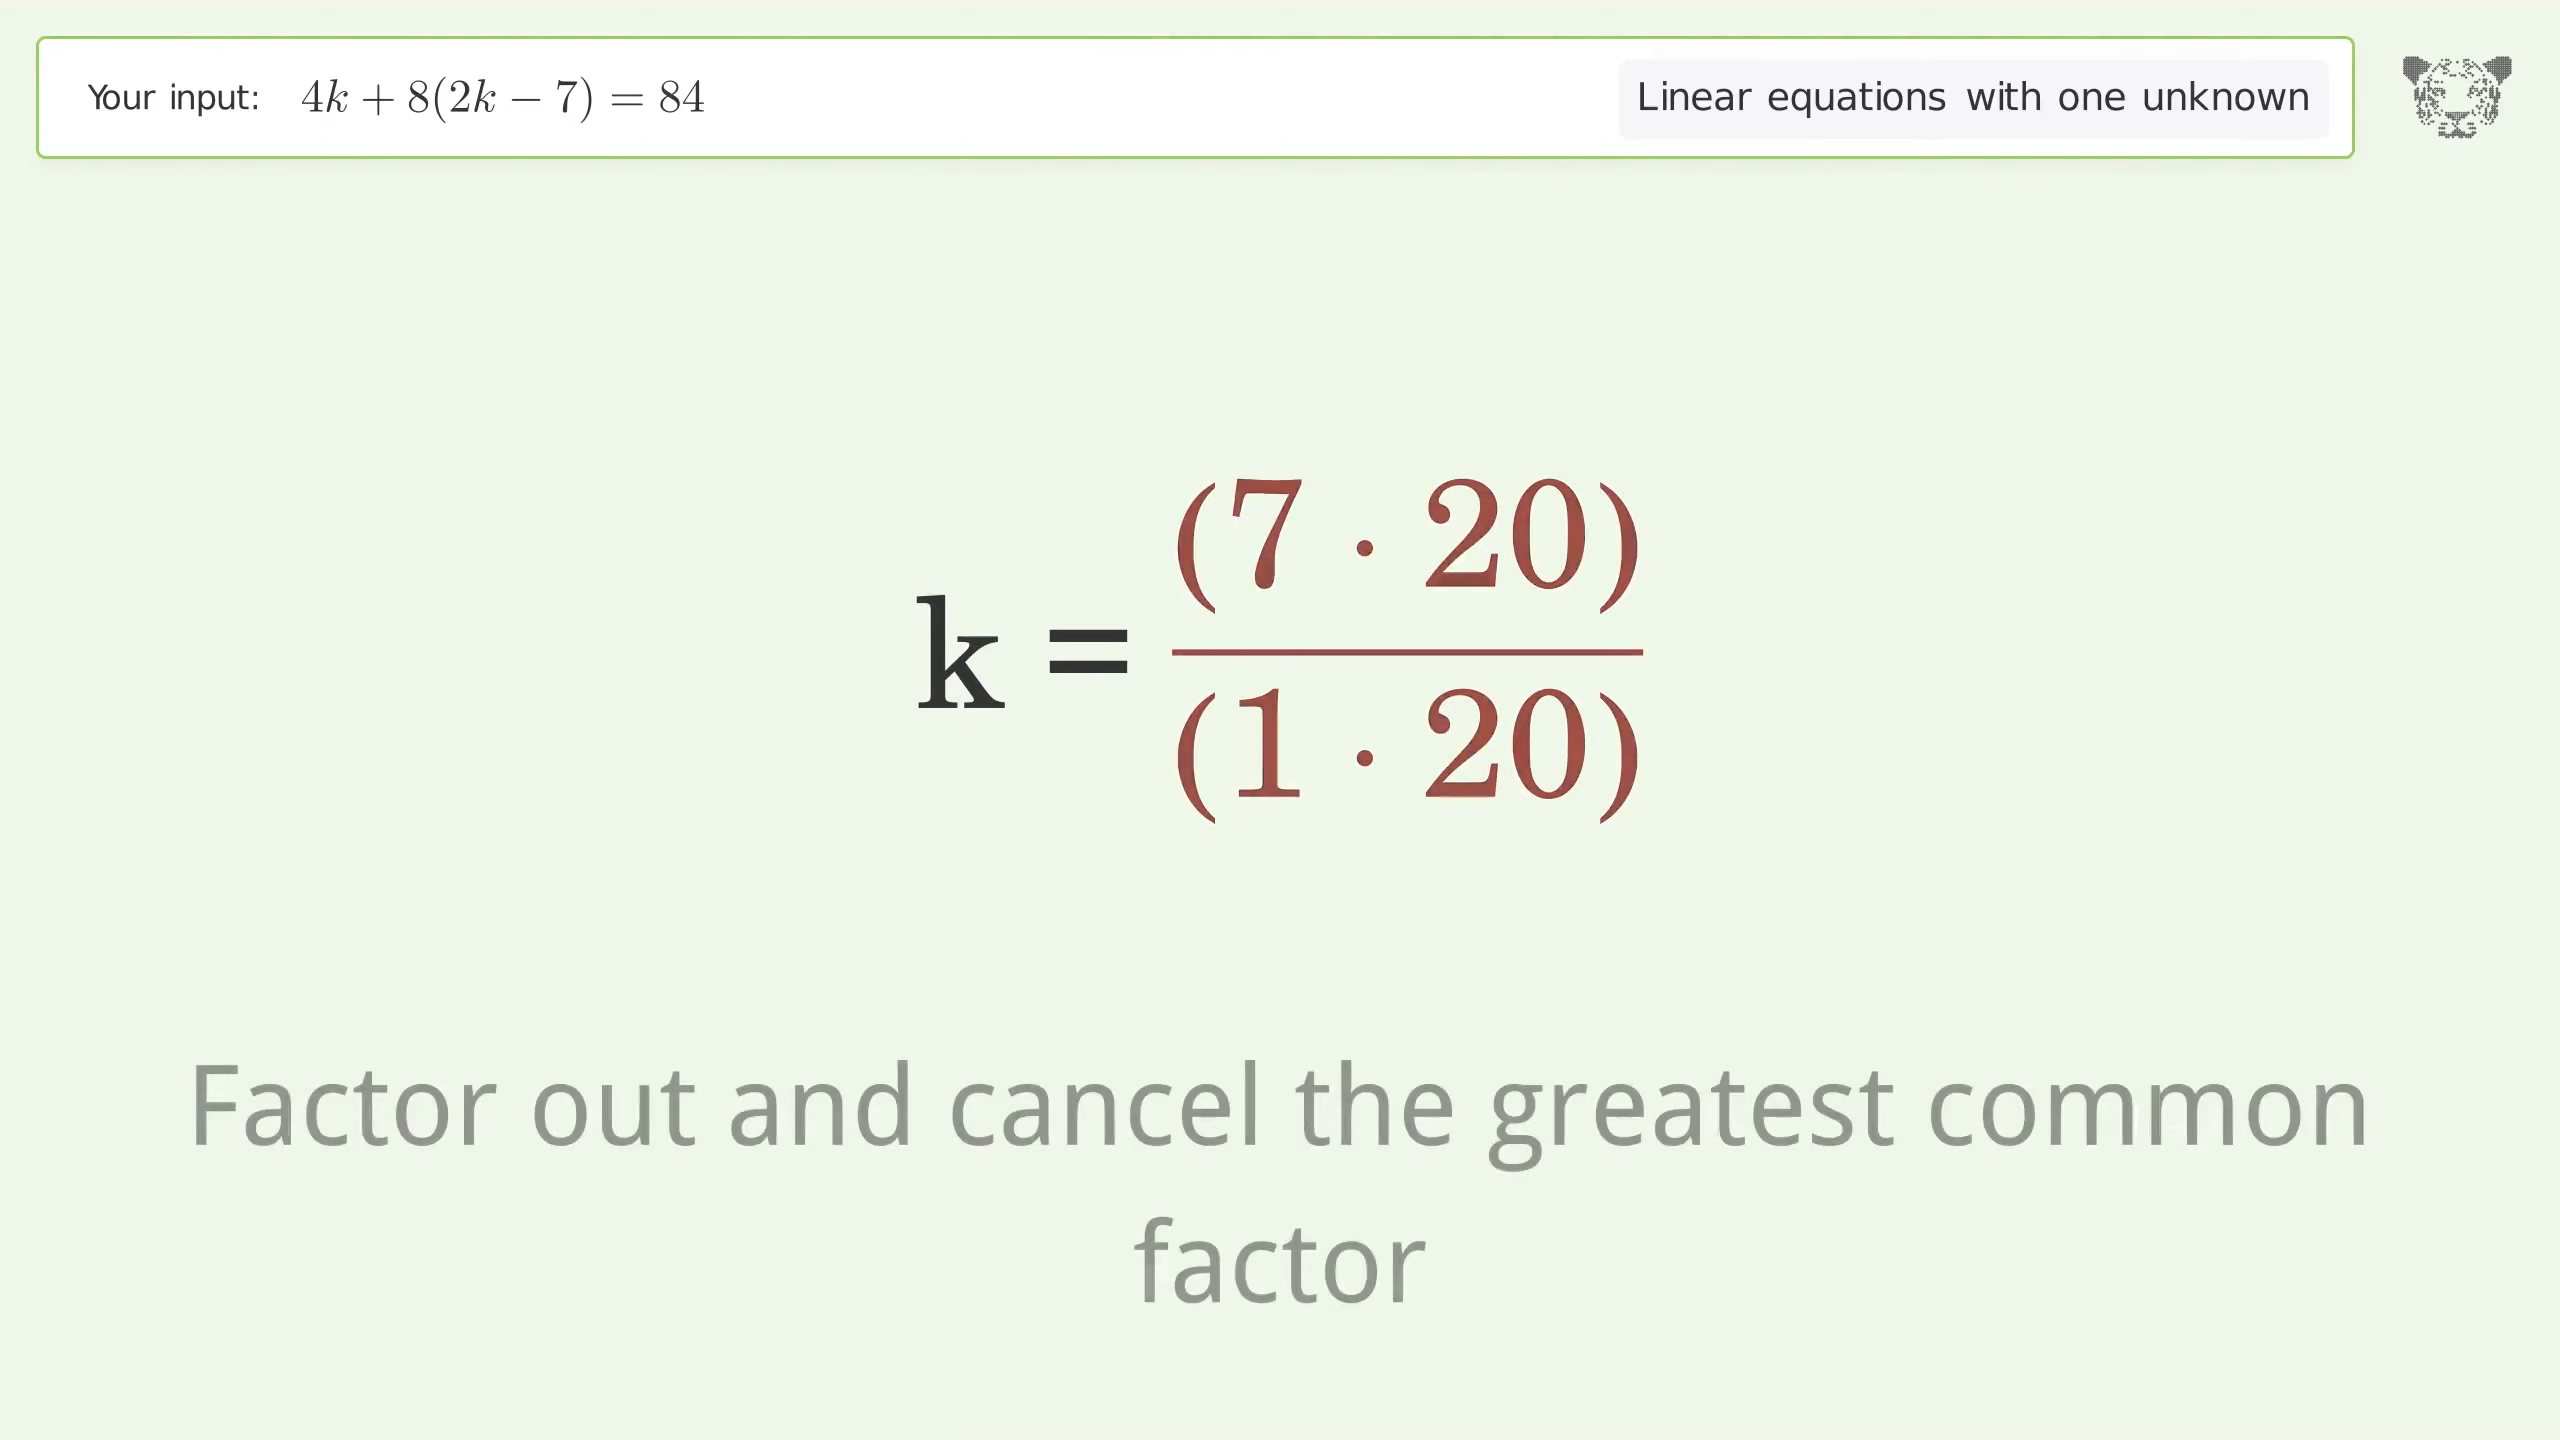 Your input: 4k + 8(2k − 7) = 84
Linear equations with one unknown
k = (7 · 20) / (1 · 20)
Factor out and cancel the greatest common
factor